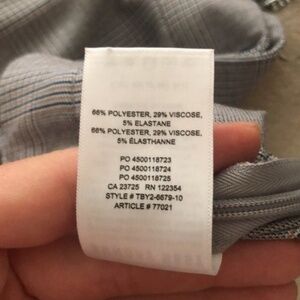 66% POLYESTER, 29% VISCOSE,
5% ELASTANE
66% POLYESTER, 29% VISCOSE,
5% ÉLASTHANNE
PO 4500118723
PO 4500118724
PO 4500118725
CA 23725 RN 122354
STYLE # TBY2-6679-10
ARTICLE # 77021